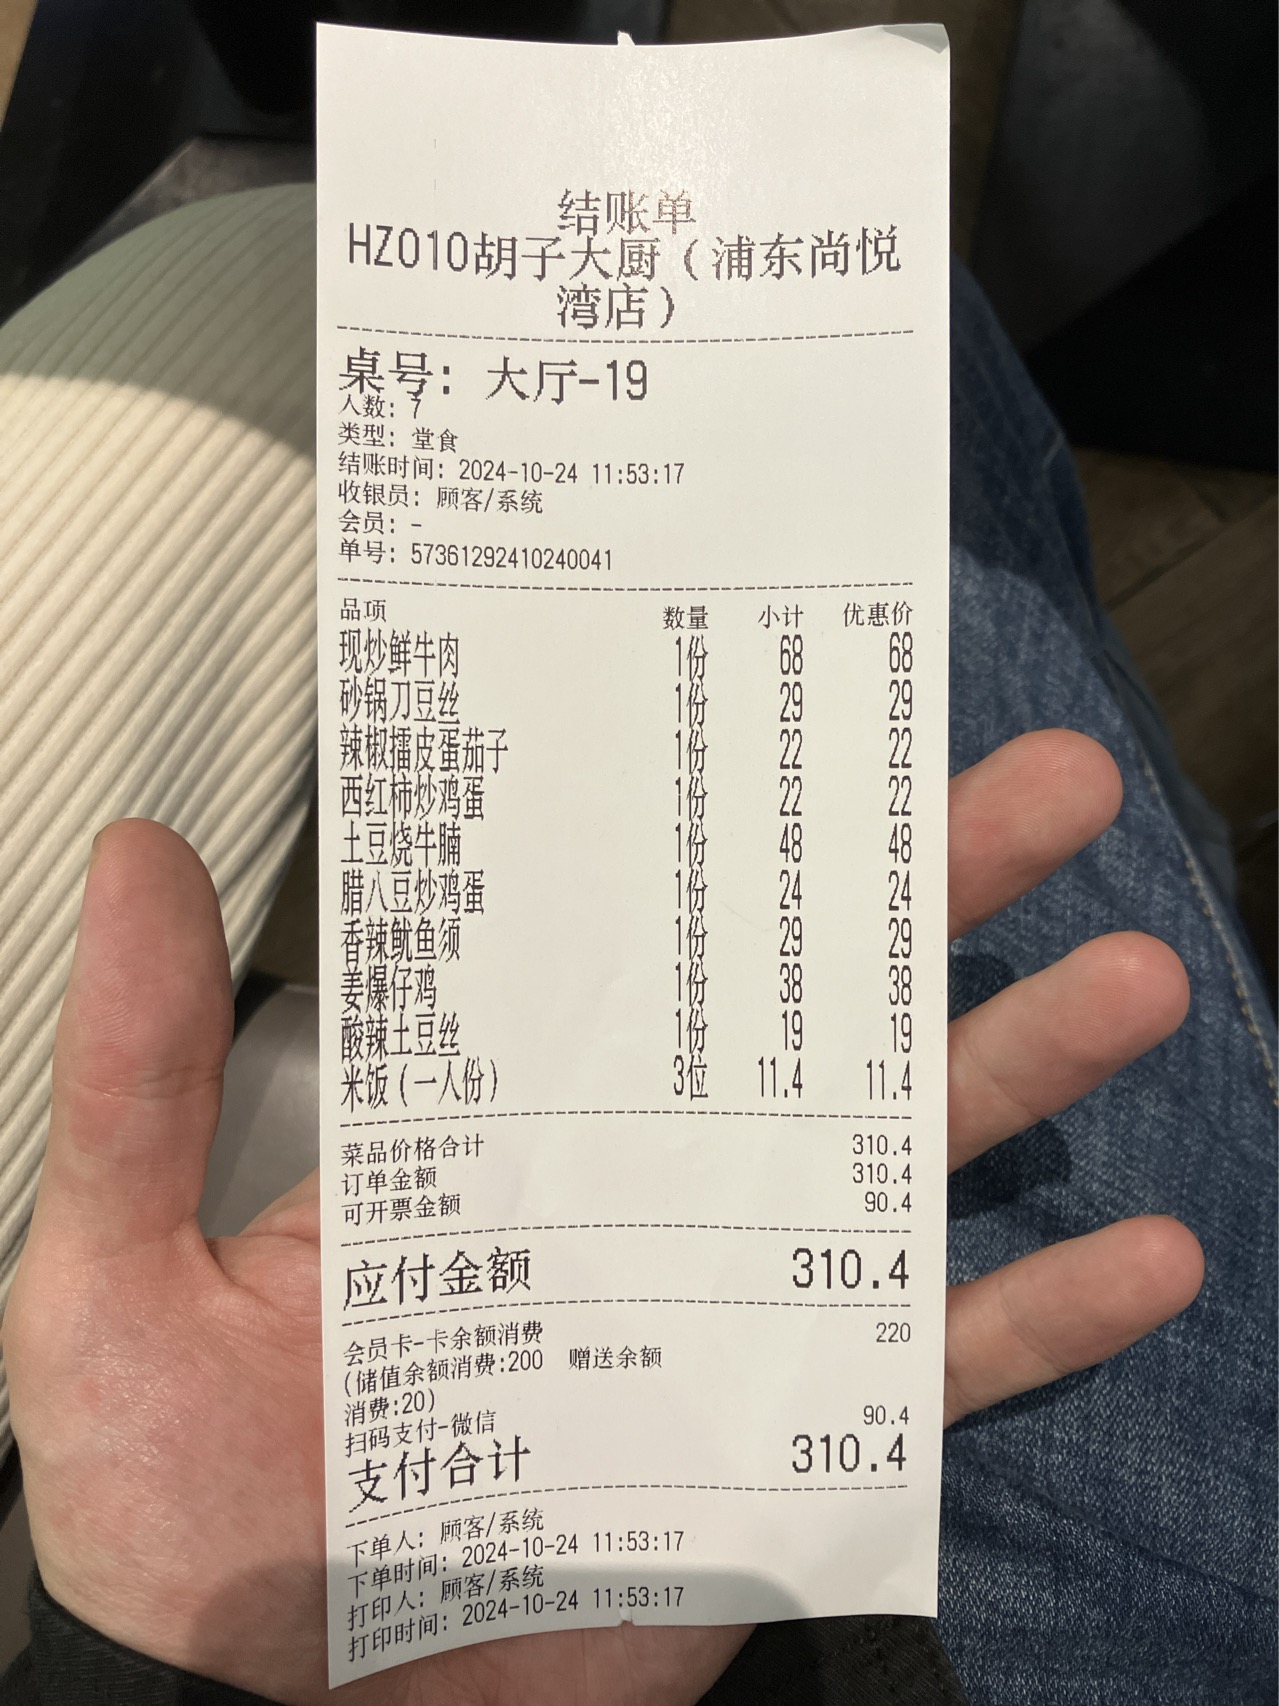 结账单
HZ010胡子大厨（浦东尚悦
湾店）
桌号：大厅-19
人数：7
类型：堂食
结账时间：2024-10-24 11:53:17
收银员：顾客/系统
会员：-
单号：57361292410240041
品项 数量 小计 优惠价
现炒鲜牛肉 1份 68 68
砂锅刀豆丝 1份 29 29
辣椒擂皮蛋茄子 1份 22 22
西红柿炒鸡蛋 1份 22 22
土豆烧牛腩 1份 48 48
腊八豆炒鸡蛋 1份 24 24
香辣鱿鱼须 1份 29 29
姜爆仔鸡 1份 38 38
酸辣土豆丝 1份 19 19
米饭（一人份） 3位 11.4 11.4
菜品价格合计 310.4
订单金额 310.4
可开票金额 90.4
应付金额 310.4
会员卡-卡余额消费 220
(储值余额消费:200 赠送余额
消费:20)
扫码支付-微信 90.4
支付合计 310.4
下单人：顾客/系统
下单时间：2024-10-24 11:53:17
打印人：顾客/系统
打印时间：2024-10-24 11:53:17